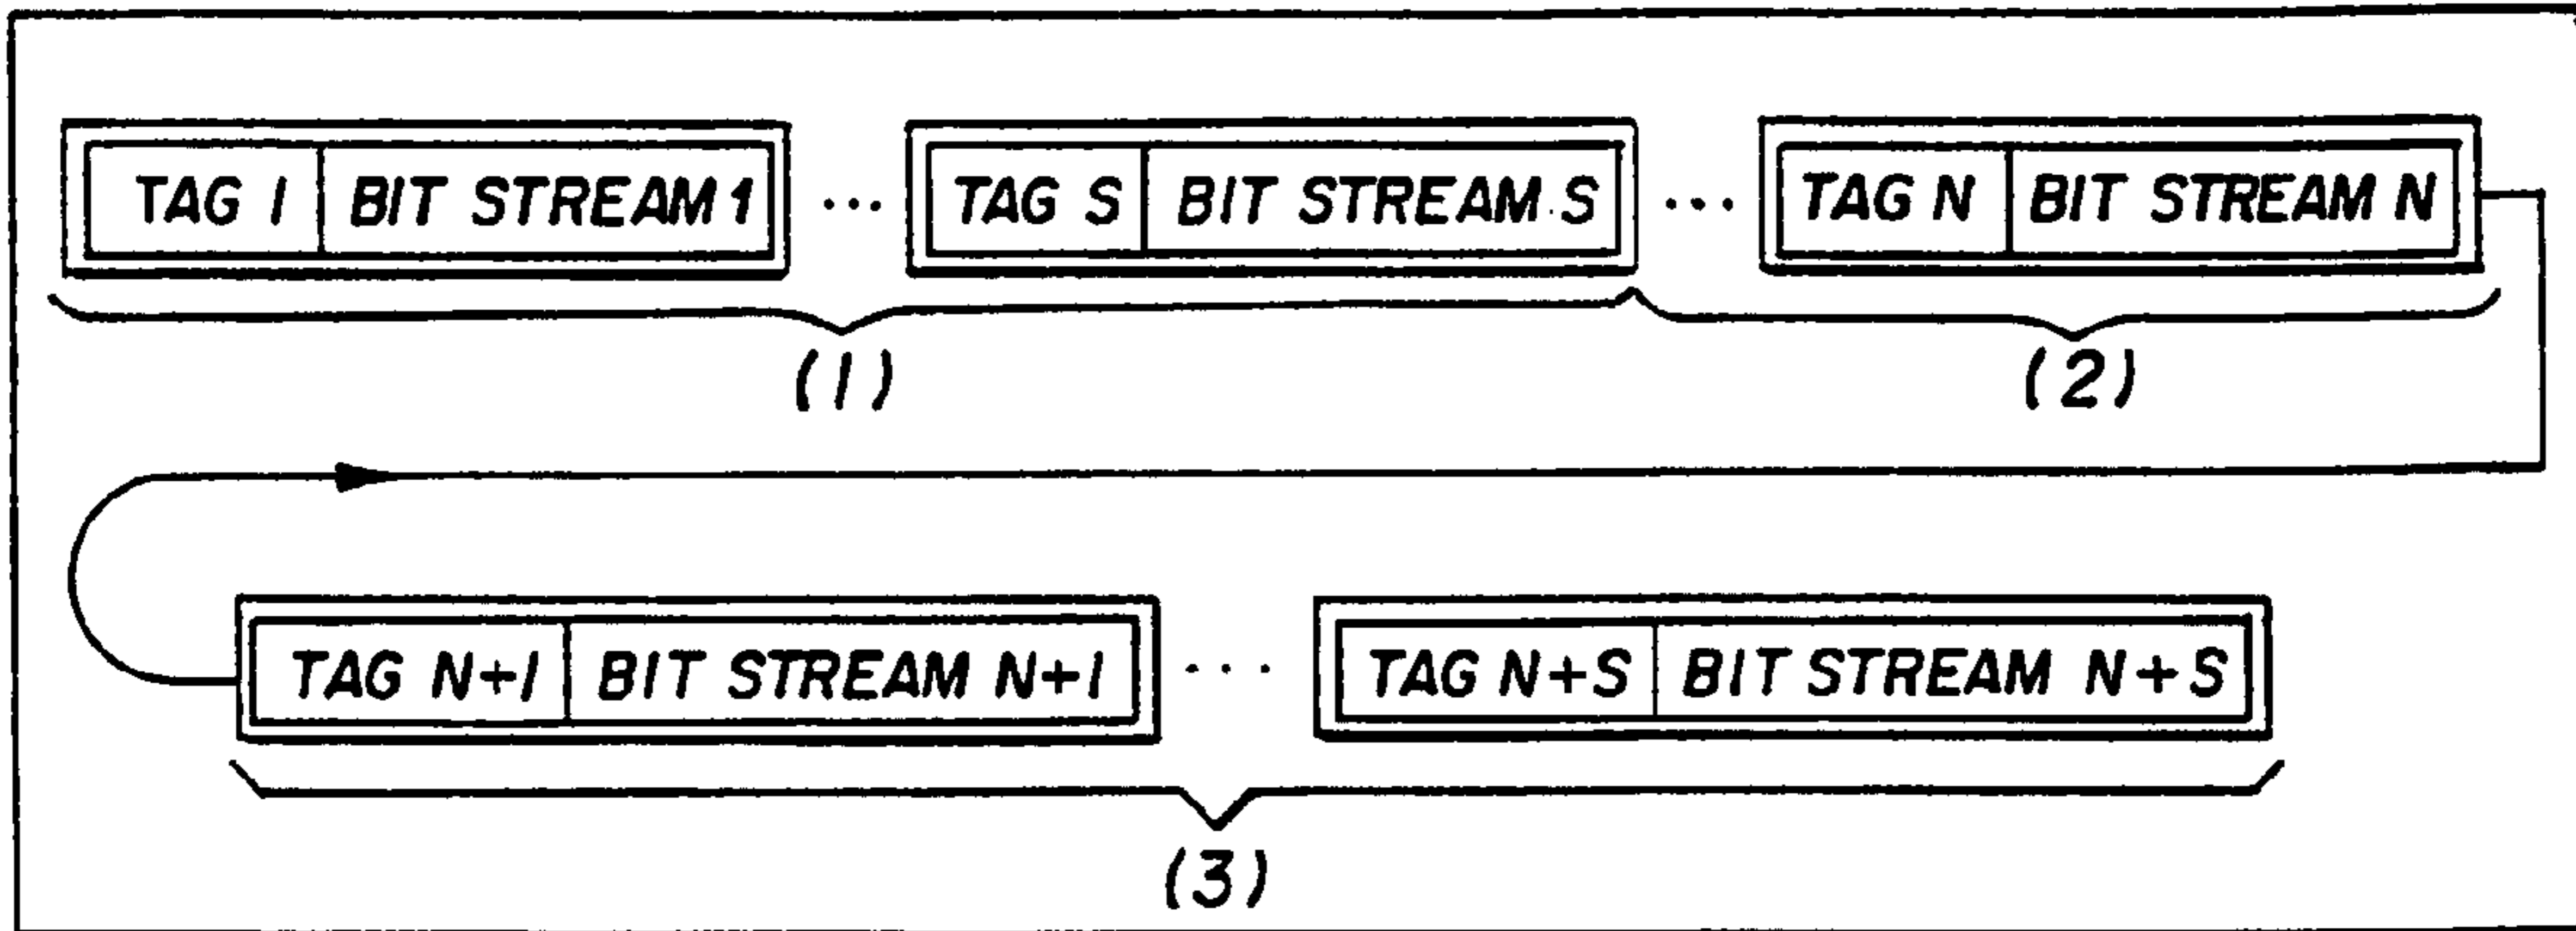 TAG 1 BIT STREAM 1 ... TAG S BIT STREAM S ... TAG N BIT STREAM N
(1) (2)
TAG N+1 BIT STREAM N+1 ... TAG N+S BIT STREAM N+S
(3)